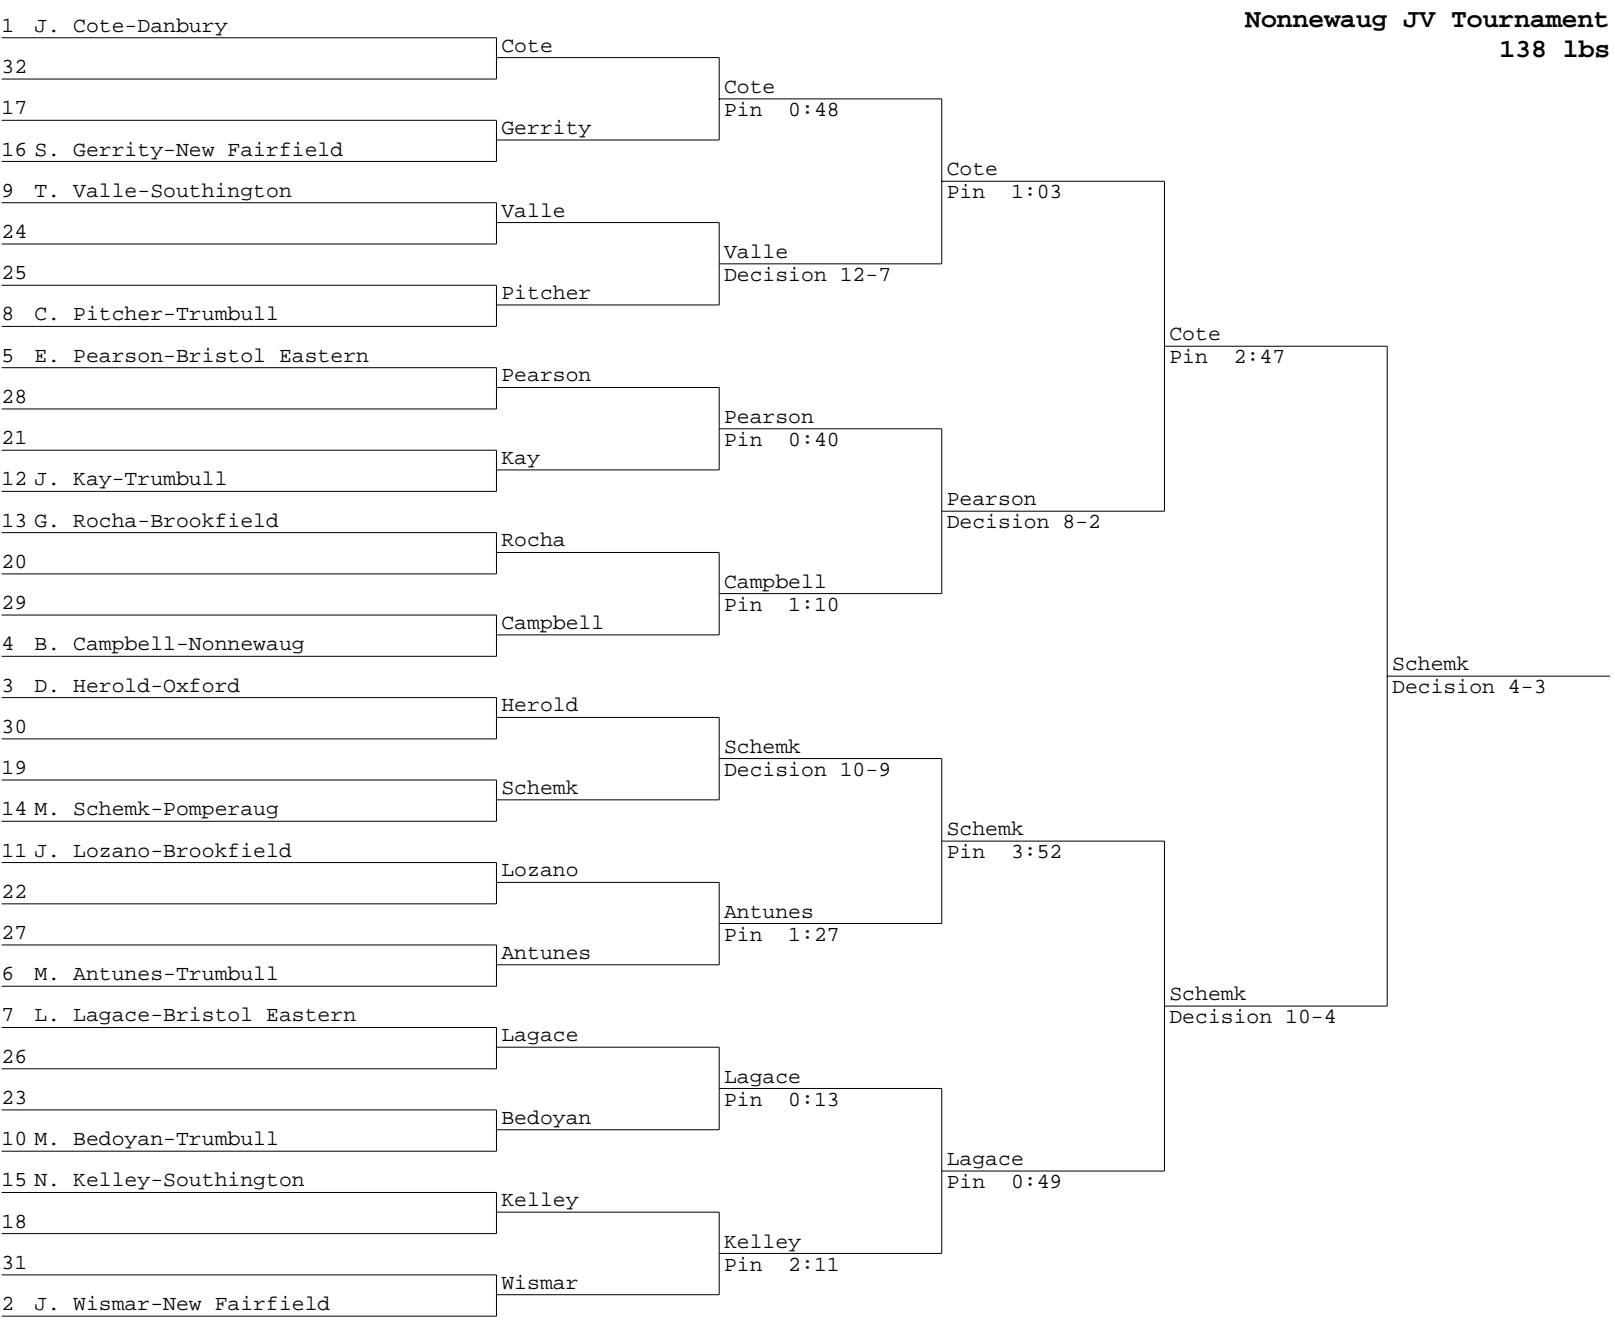 Nonnewaug JV Tournament
138 lbs
1 J. Cote-Danbury
Cote
32
Cote
Pin 0:48
17
Gerrity
16 S. Gerrity-New Fairfield
Cote
Pin 1:03
9 T. Valle-Southington
Valle
24
Valle
Decision 12-7
25
Pitcher
8 C. Pitcher-Trumbull
Cote
Pin 2:47
5 E. Pearson-Bristol Eastern
Pearson
28
Pearson
Pin 0:40
21
Kay
12 J. Kay-Trumbull
Pearson
Decision 8-2
13 G. Rocha-Brookfield
Rocha
20
Campbell
Pin 1:10
29
Campbell
4 B. Campbell-Nonnewaug
Schemk
Decision 4-3
3 D. Herold-Oxford
Herold
30
Schemk
Decision 10-9
19
Schemk
14 M. Schemk-Pomperaug
Schemk
Pin 3:52
11 J. Lozano-Brookfield
Lozano
22
Antunes
Pin 1:27
27
Antunes
6 M. Antunes-Trumbull
Schemk
Decision 10-4
7 L. Lagace-Bristol Eastern
Lagace
26
Lagace
Pin 0:13
23
Bedoyan
10 M. Bedoyan-Trumbull
Lagace
Pin 0:49
15 N. Kelley-Southington
Kelley
18
Kelley
Pin 2:11
31
Wismar
2 J. Wismar-New Fairfield